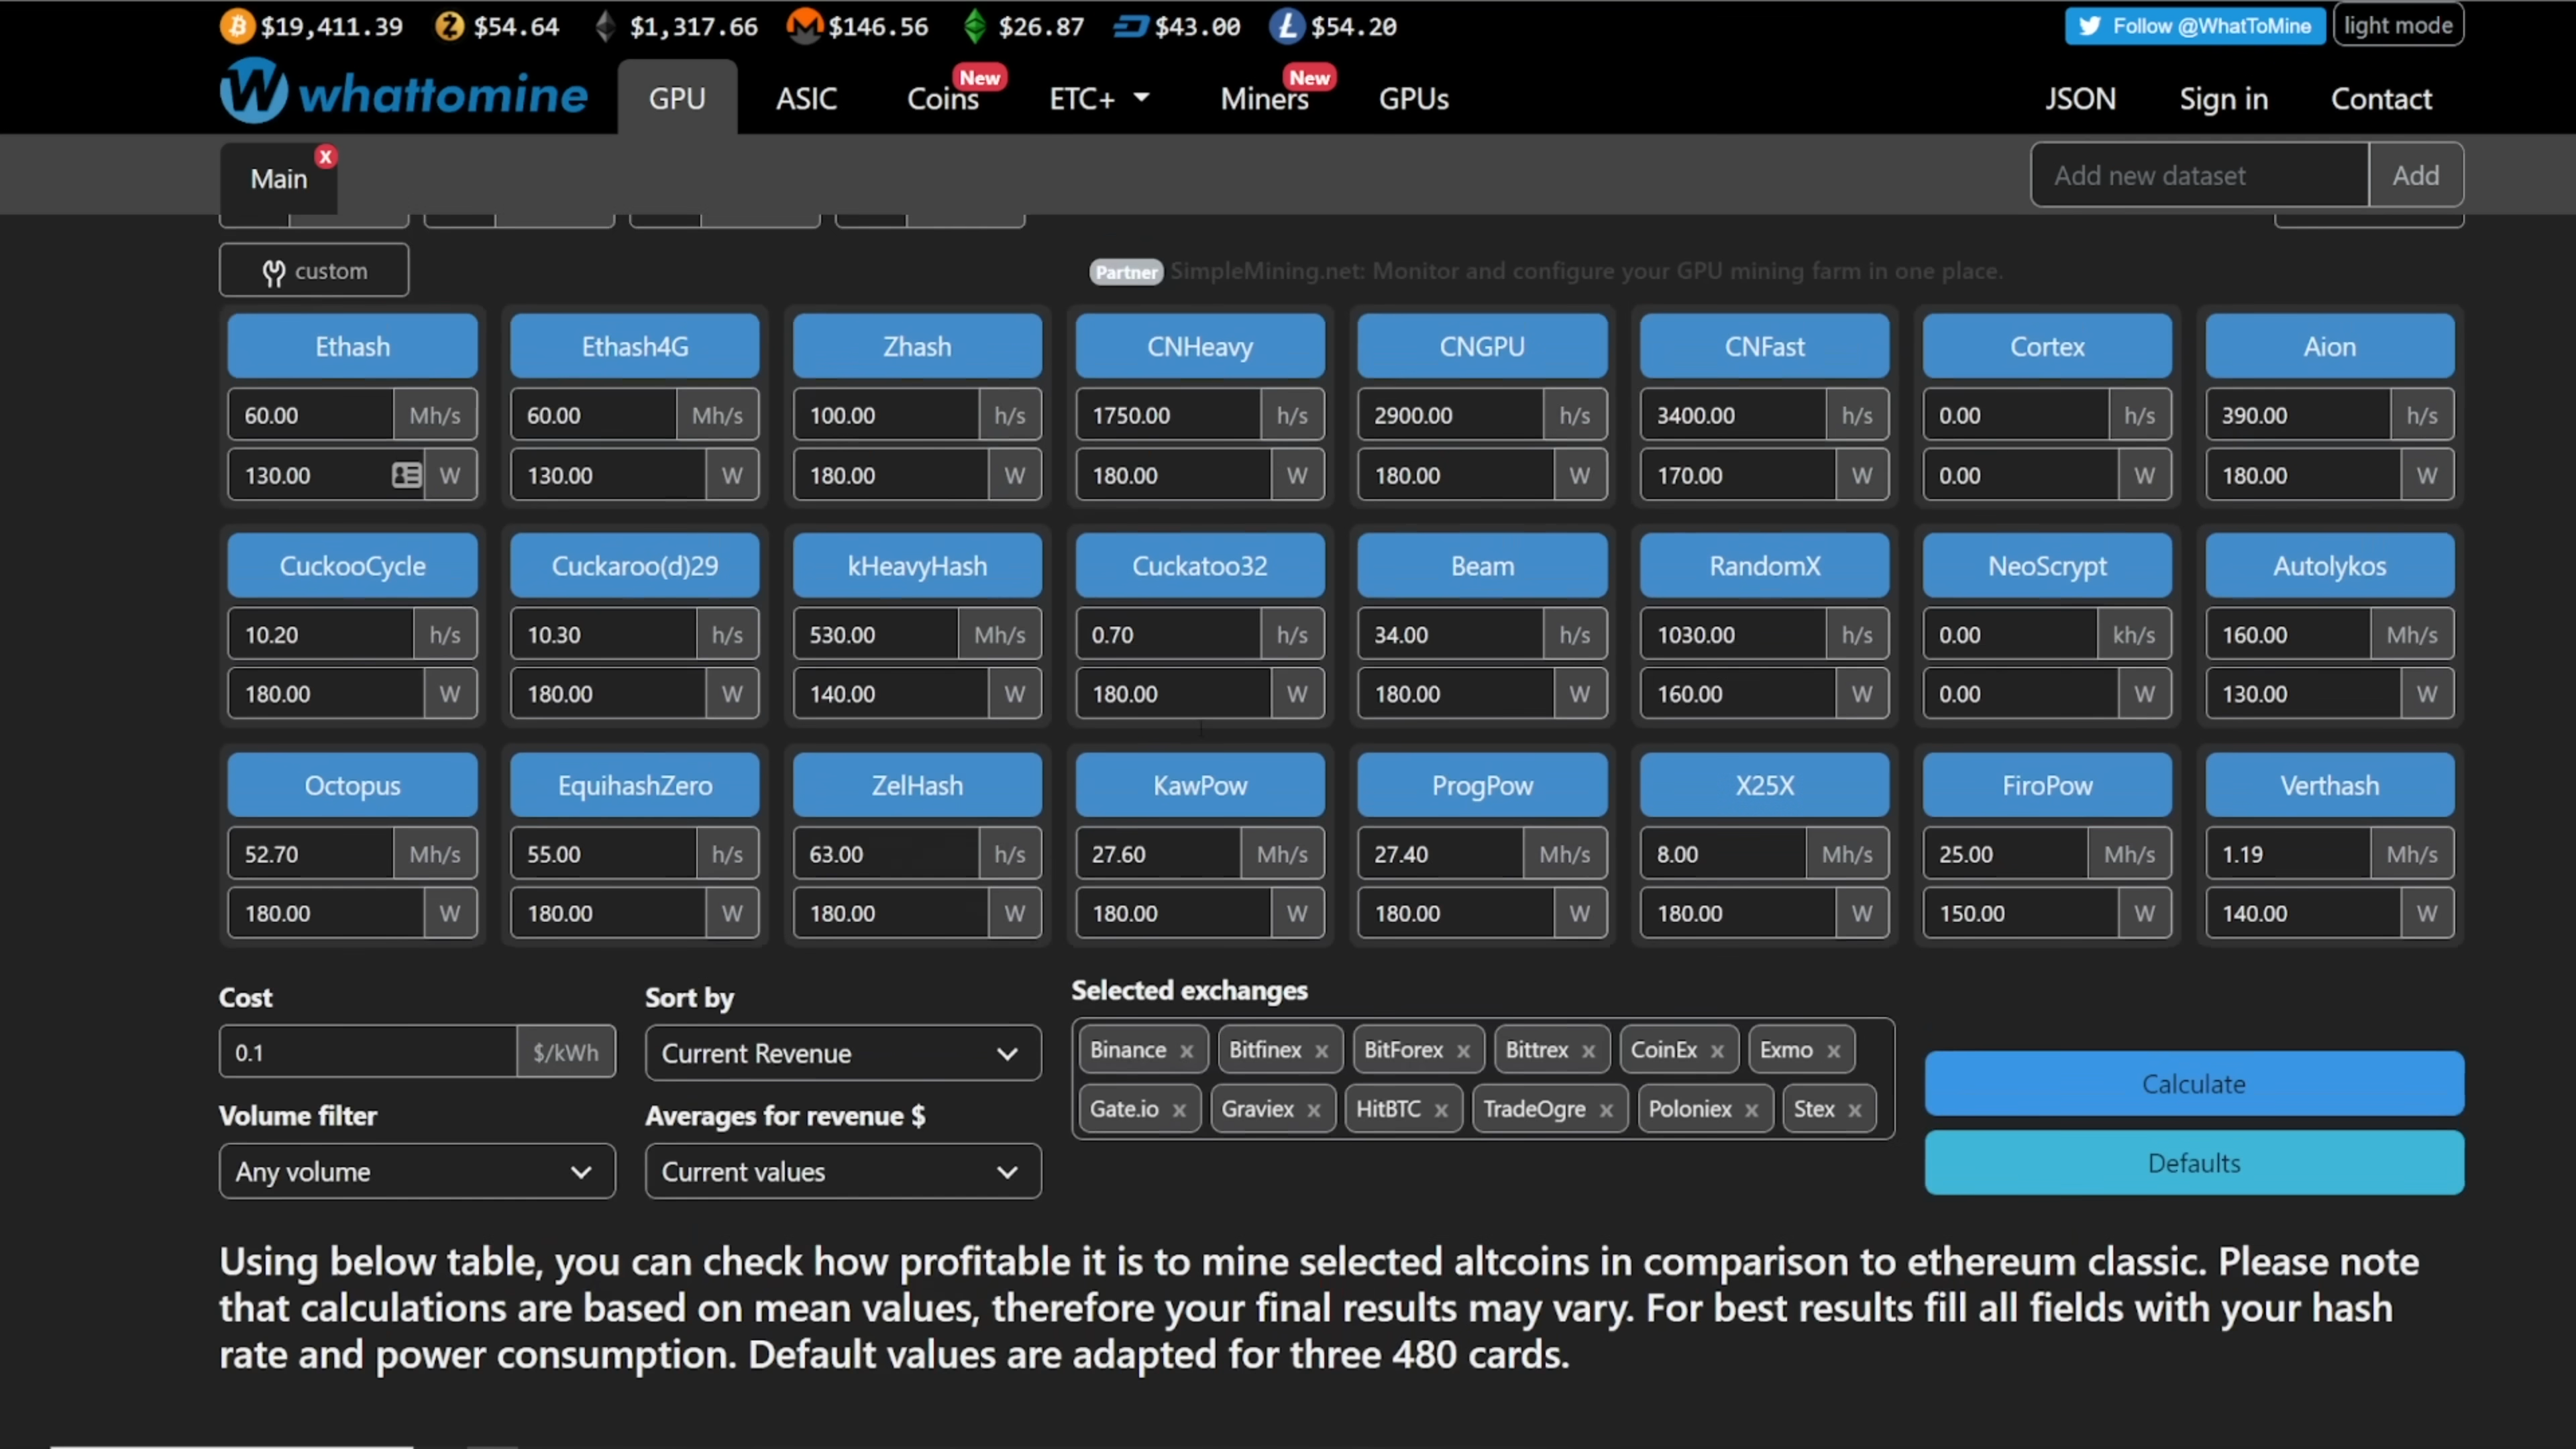 $19,411.39 $54.64 $1,317.66 $146.56 $26.87 $43.00 $54.20 Follow @WhatToMine light mode
whattomine GPU ASIC Coins New ETC+ Miners New GPUs JSON Sign in Contact
Main x Add new dataset Add
custom Partner SimpleMining.net: Monitor and configure your GPU mining farm in one place.
Ethash Ethash4G Zhash CNHeavy CNGPU CNFast Cortex Aion
60.00 Mh/s 60.00 Mh/s 100.00 h/s 1750.00 h/s 2900.00 h/s 3400.00 h/s 0.00 h/s 390.00 h/s
130.00 W 130.00 W 180.00 W 180.00 W 180.00 W 170.00 W 0.00 W 180.00 W
CuckooCycle Cuckaroo(d)29 kHeavyHash Cuckatoo32 Beam RandomX NeoScrypt Autolykos
10.20 h/s 10.30 h/s 530.00 Mh/s 0.70 h/s 34.00 h/s 1030.00 h/s 0.00 kh/s 160.00 Mh/s
180.00 W 180.00 W 140.00 W 180.00 W 180.00 W 160.00 W 0.00 W 130.00 W
Octopus EquihashZero ZelHash KawPow ProgPow X25X FiroPow Verthash
52.70 Mh/s 55.00 h/s 63.00 h/s 27.60 Mh/s 27.40 Mh/s 8.00 Mh/s 25.00 Mh/s 1.19 Mh/s
180.00 W 180.00 W 180.00 W 180.00 W 180.00 W 180.00 W 150.00 W 140.00 W
Cost Sort by Selected exchanges
0.1 $/kWh Current Revenue Binance x Bitfinex x BitForex x Bittrex x CoinEx x Exmo x
Calculate
Volume filter Averages for revenue $ Gate.io x Graviex x HitBTC x TradeOgre x Poloniex x Stex x
Any volume Current values Defaults
Using below table, you can check how profitable it is to mine selected altcoins in comparison to ethereum classic. Please note
that calculations are based on mean values, therefore your final results may vary. For best results fill all fields with your hash
rate and power consumption. Default values are adapted for three 480 cards.